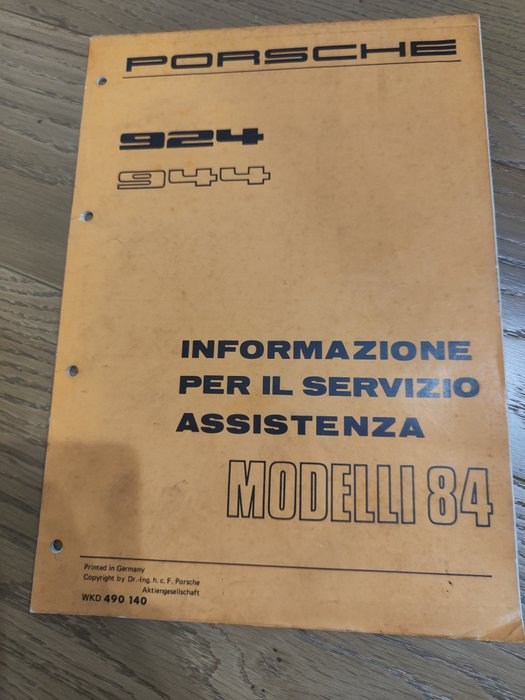 PORSCHE
924
944
INFORMAZIONE
PER IL SERVIZIO
ASSISTENZA
MODELLI 84
Printed in Germany
Copyright by Dr.-Ing. h. c. F. Porsche
Aktiengesellschaft
WKD 490 140